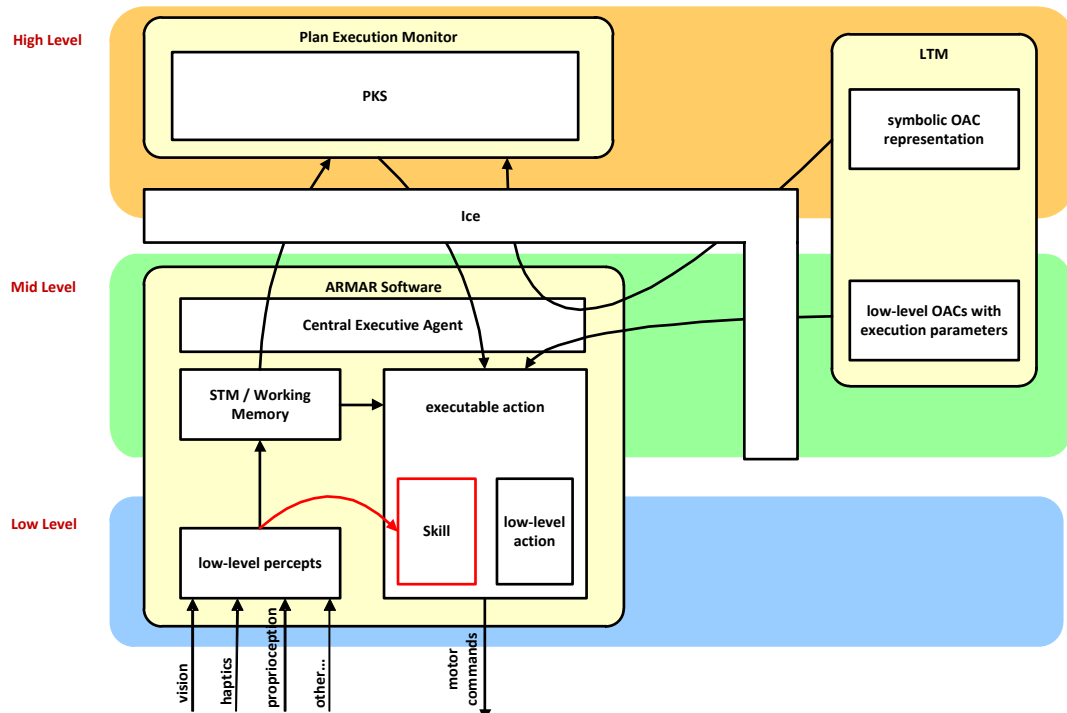 High Level
Plan Execution Monitor
PKS
LTM
symbolic OAC
representation
Ice
Mid Level
ARMAR Software
Central Executive Agent
low-level OACs with
execution parameters
STM / Working
Memory
executable action
Low Level
Skill
low-level
action
low-level percepts
vision
haptics
proprioception
other...
motor
commands